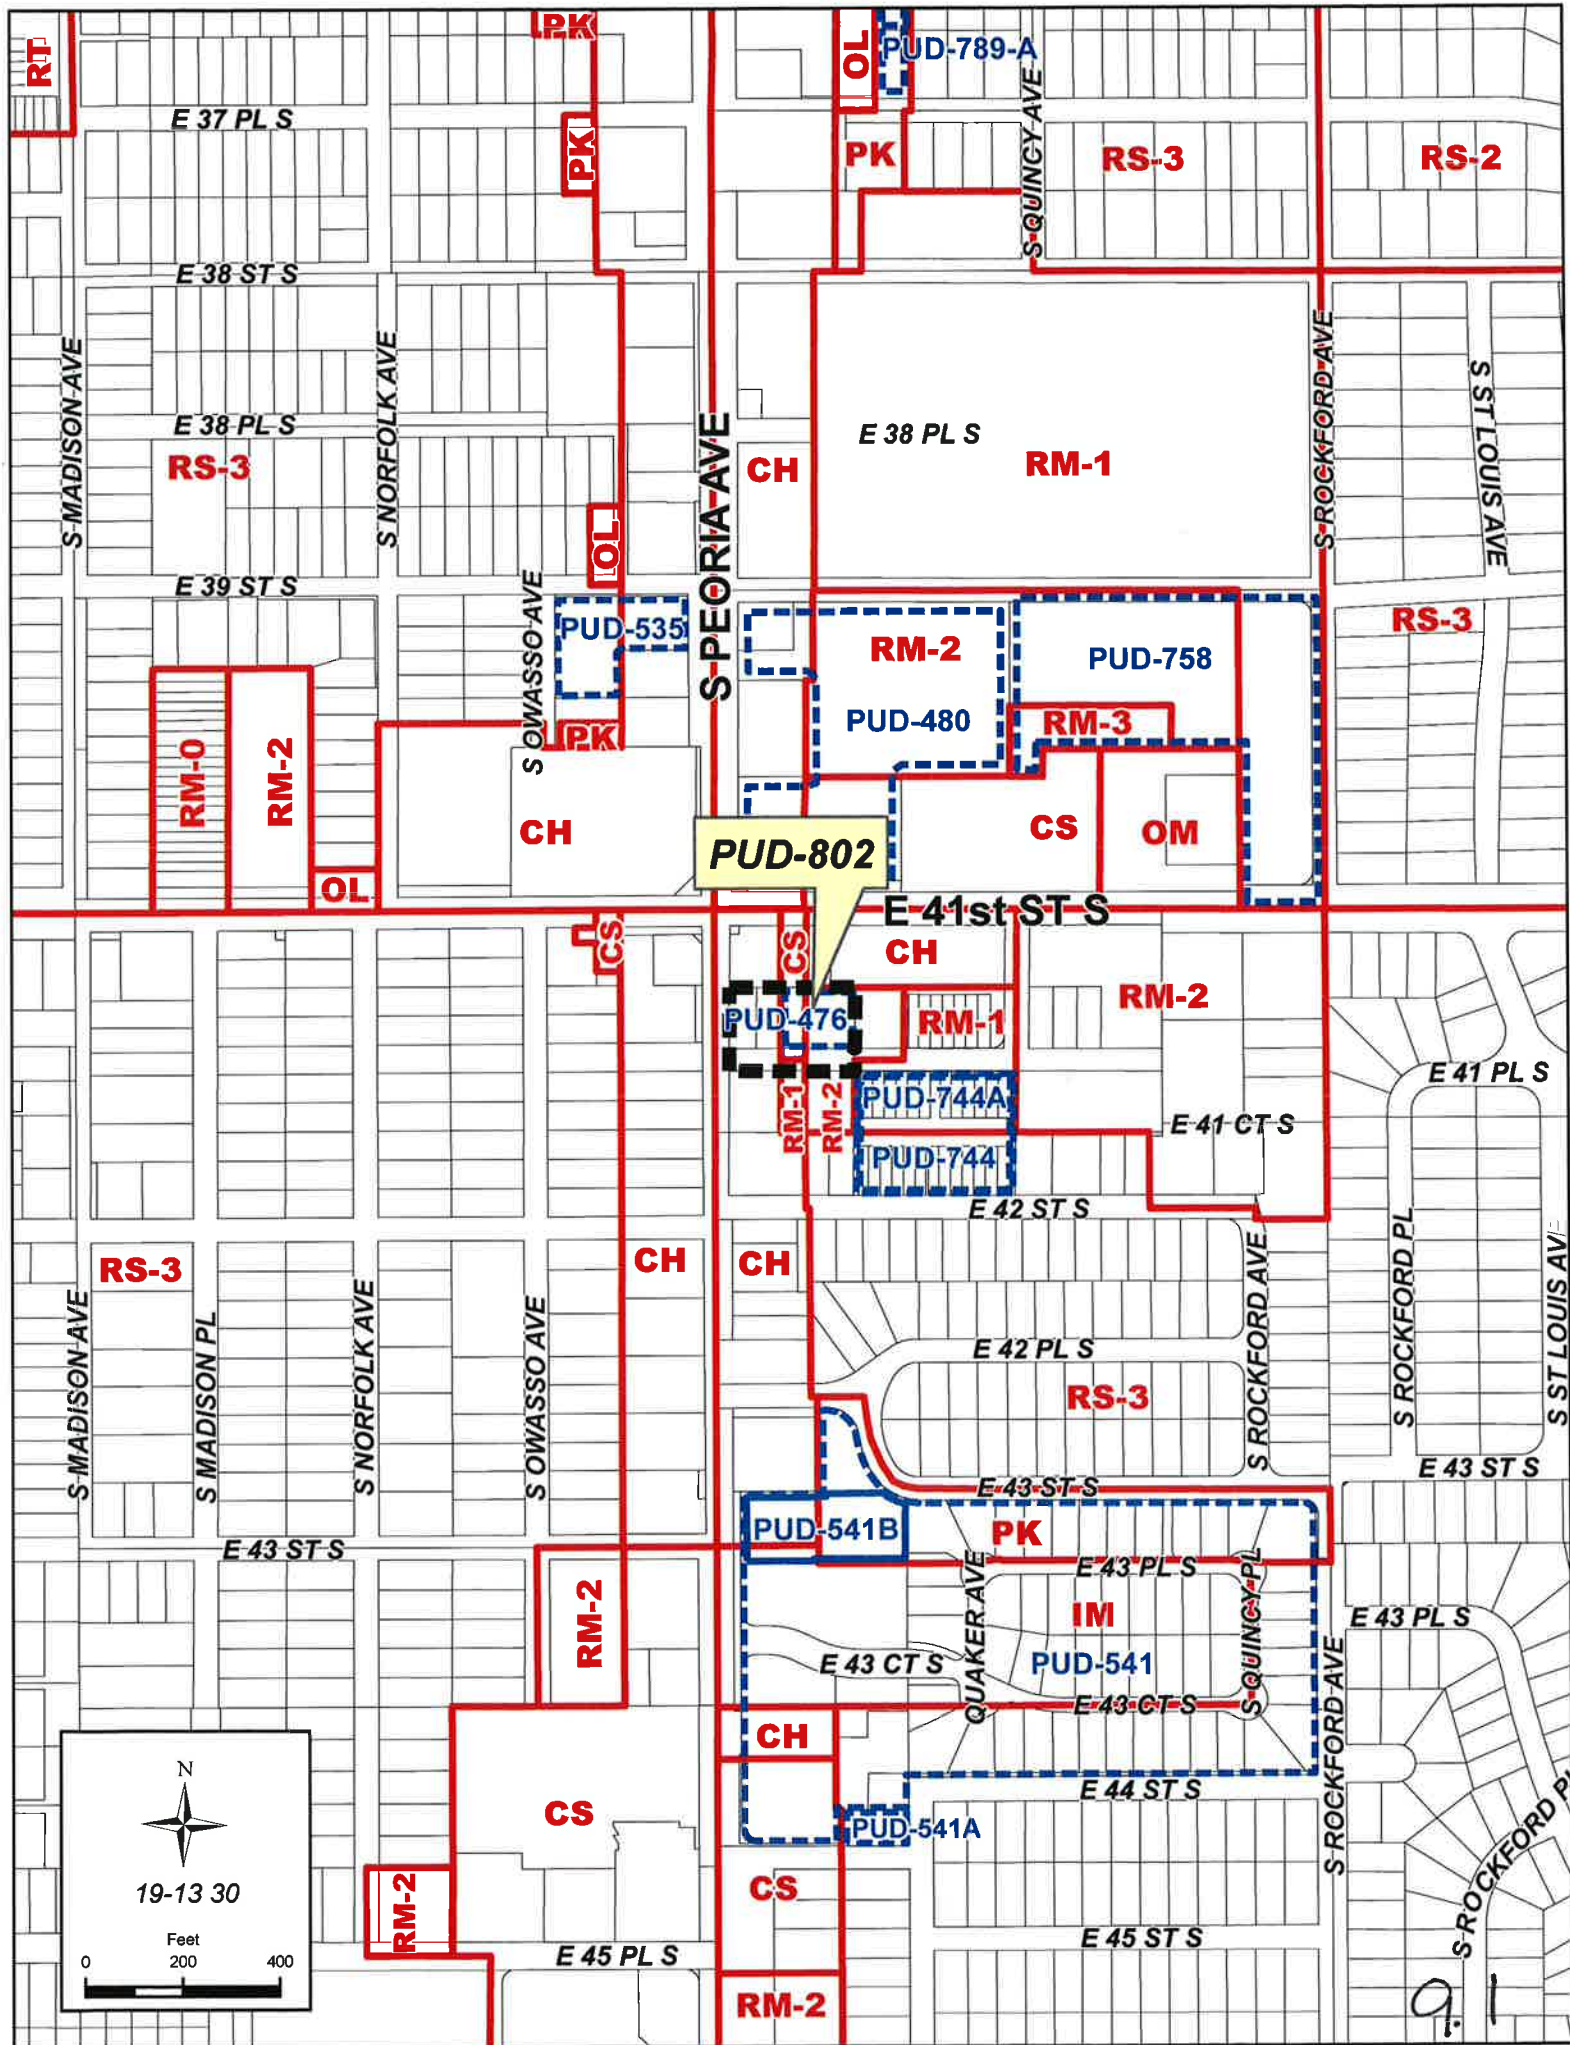 PK
RT
OL
PUD-789-A
E 37 PL S
PK
PK
S QUINCY AVE
RS-3
RS-2
E 38 ST S
S MADISON AVE
S NORFOLK AVE
E 38 PL S
RS-3
S PEORIA AVE
CH
E 38 PL S
RM-1
S ROCKFORD AVE
S ST LOUIS AVE
OL
E 39 ST S
S OWASSO AVE
PUD-535
RM-2
PUD-480
PUD-758
RM-3
RS-3
PK
RM-0
RM-2
OL
CH
CS
OM
PUD-802
E 41st ST S
CS
CS
CH
RM-2
PUD-476
RM-1
E 41 PL S
PUD-744A
RM-1
RM-2
E 41 CT S
PUD-744
E 42 ST S
RS-3
CH
CH
S MADISON AVE
S MADISON PL
S NORFOLK AVE
S OWASSO AVE
S ROCKFORD AVE
S ROCKFORD PL
S ST LOUIS AVE
E 42 PL S
RS-3
E 43 ST S
E 43 ST S
PUD-541B
PK
E 43 ST S
E 43 PL S
RM-2
QUAKER AVE
IM
S QUINCY PL
E 43 PL S
E 43 CT S
PUD-541
E 43 CT S
S ROCKFORD AVE
CH
E 44 ST S
CS
PUD-541A
S ROCKFORD PL
N
19-13 30
Feet
0 200 400
RM-2
CS
E 45 PL S
E 45 ST S
RM-2
9.1